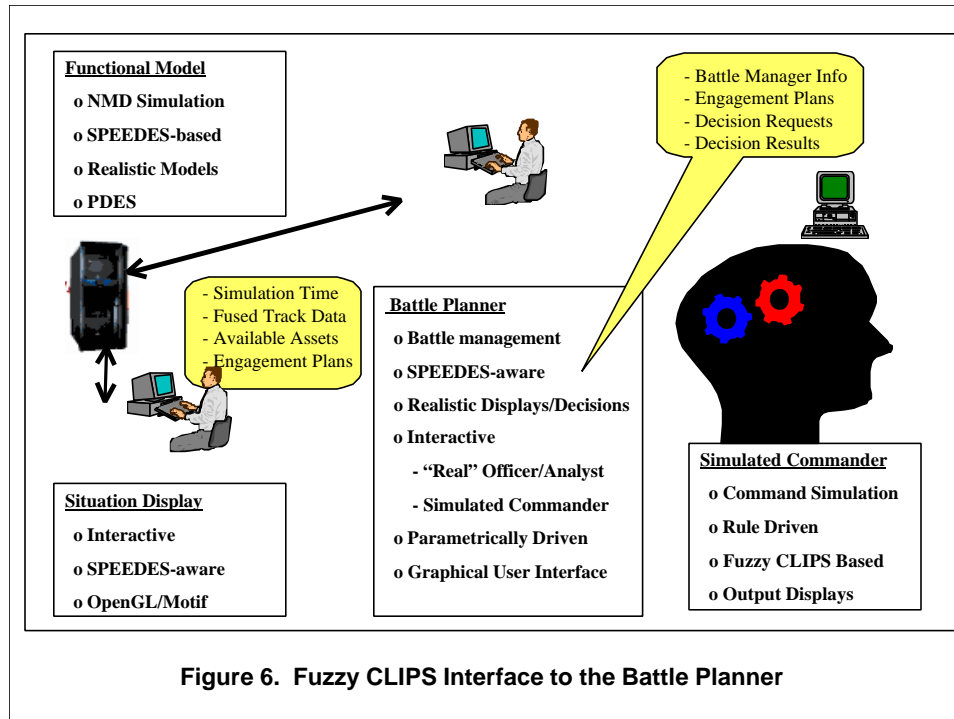 Functional Model
o NMD Simulation
o SPEEDES-based
o Realistic Models
o PDES
- Battle Manager Info
- Engagement Plans
- Decision Requests
- Decision Results
- Simulation Time
- Fused Track Data
- Available Assets
- Engagement Plans
Battle Planner
o Battle management
o SPEEDES-aware
o Realistic Displays/Decisions
o Interactive
- “Real” Officer/Analyst
- Simulated Commander
o Parametrically Driven
o Graphical User Interface
Situation Display
o Interactive
o SPEEDES-aware
o OpenGL/Motif
Simulated Commander
o Command Simulation
o Rule Driven
o Fuzzy CLIPS Based
o Output Displays
Figure 6. Fuzzy CLIPS Interface to the Battle Planner